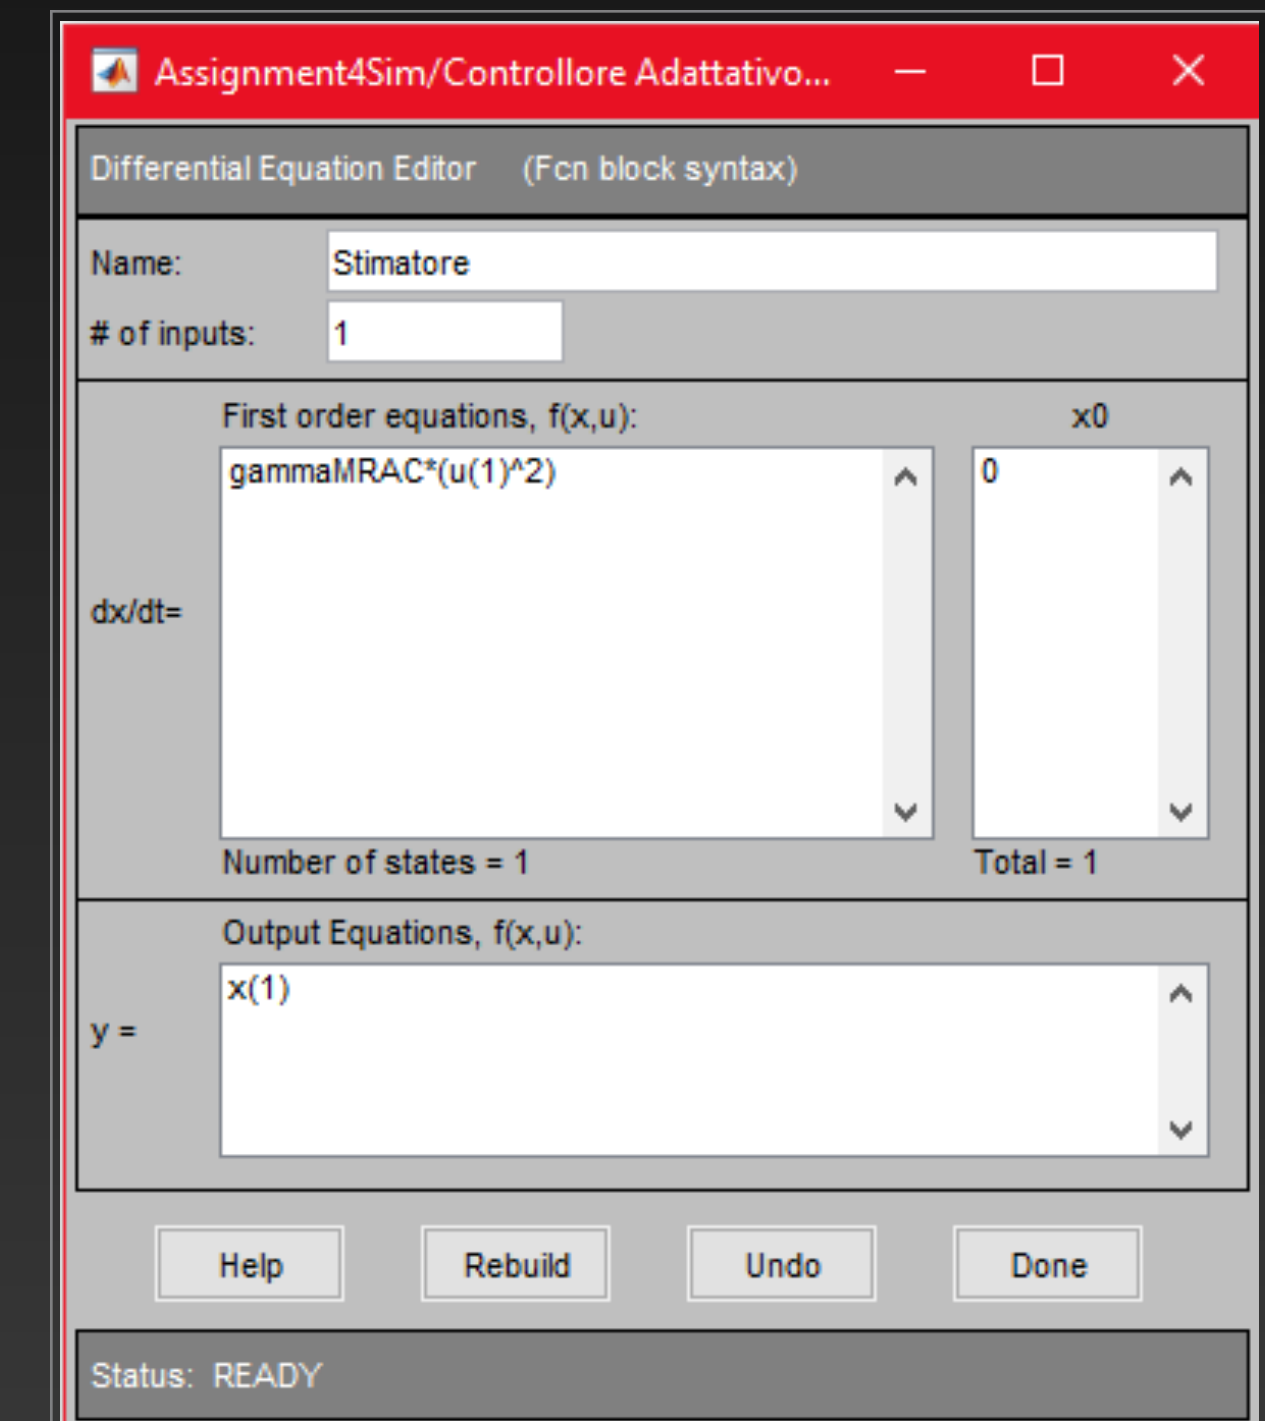 Assignment4Sim/Controllore Adattativo...
Differential Equation Editor (Fcn block syntax)
Name: Stimatore
# of inputs: 1
First order equations, f(x,u): x0
dx/dt= gammaMRAC*(u(1)^2) 0
Number of states = 1 Total = 1
Output Equations, f(x,u):
y = x(1)
Help Rebuild Undo Done
Status: READY